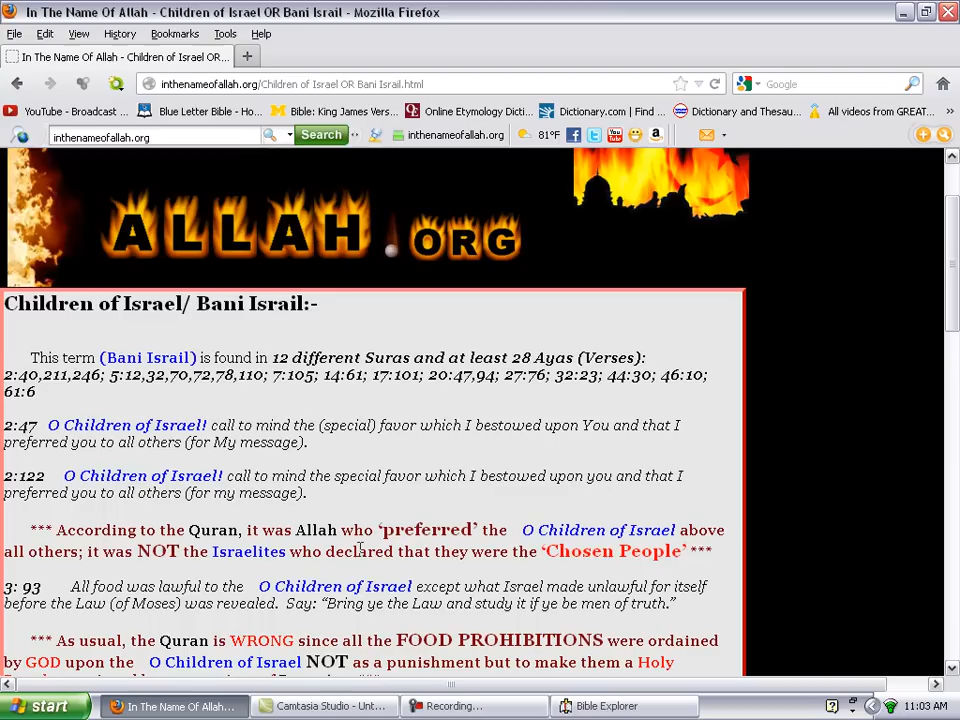 In The Name Of Allah - Children of Israel OR Bani Israil - Mozilla Firefox
File Edit View History Bookmarks Tools Help
In The Name Of Allah - Children of Israel OR...
inthenameofallah.org/Children of Israel OR Bani Israil.html
Google
YouTube - Broadcast ... Blue Letter Bible - Ho... Bible: King James Vers... Online Etymology Dicti... Dictionary.com | Find ... Dictionary and Thesau... All videos from GREAT...
inthenameofallah.org Search inthenameofallah.org 81°F
ALLAH.ORG
Children of Israel/ Bani Israil:-
This term (Bani Israil) is found in 12 different Suras and at least 28 Ayas (Verses):
2:40,211,246; 5:12,32,70,72,78,110; 7:105; 14:61; 17:101; 20:47,94; 27:76; 32:23; 44:30; 46:10;
61:6
2:47 O Children of Israel! call to mind the (special) favor which I bestowed upon You and that I
preferred you to all others (for My message).
2:122 O Children of Israel! call to mind the special favor which I bestowed upon you and that I
preferred you to all others (for my message).
*** According to the Quran, it was Allah who ‘preferred’ the O Children of Israel above
all others; it was NOT the Israelites who declared that they were the ‘Chosen People’ ***
3: 93 All food was lawful to the O Children of Israel except what Israel made unlawful for itself
before the Law (of Moses) was revealed. Say: “Bring ye the Law and study it if ye be men of truth.”
*** As usual, the Quran is WRONG since all the FOOD PROHIBITIONS were ordained
by GOD upon the O Children of Israel NOT as a punishment but to make them a Holy
start In The Name Of Allah... Camtasia Studio - Unt... Recording... Bible Explorer 11:03 AM